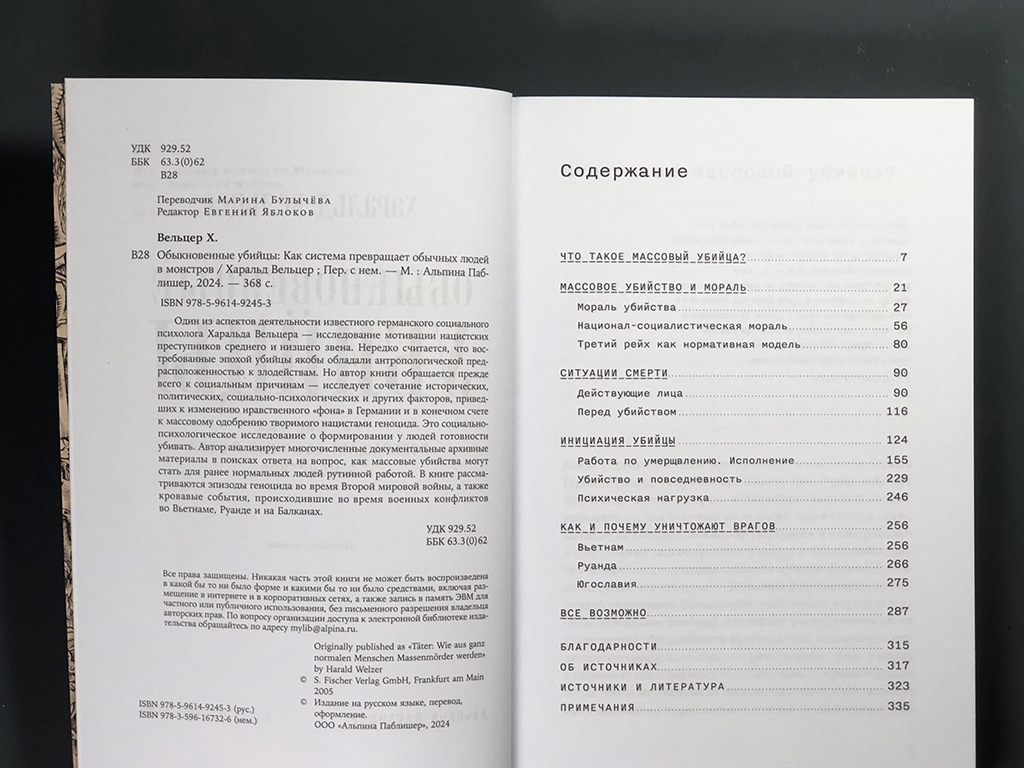 УДК 929.52
ББК 63.3(0)62
В28
Переводчик Марина Булычёва
Редактор Евгений Яблоков
Вельцер Х.
В28 Обыкновенные убийцы: Как система превращает обычных людей
в монстров / Харальд Вельцер ; Пер. с нем. — М. : Альпина Паб-
лишер, 2024. — 368 с.
ISBN 978-5-9614-9245-3
Один из аспектов деятельности известного германского социального
психолога Харальда Вельцера — исследование мотивации нацистских
преступников среднего и низшего звена. Нередко считается, что вос-
требованные эпохой убийцы якобы обладали антропологической пред-
расположенностью к злодействам. Но автор книги обращается прежде
всего к социальным причинам — исследует сочетание исторических,
политических, социально-психологических и других факторов, привед-
ших к изменению нравственного «фона» в Германии и в конечном счете
к массовому одобрению творимого нацистами геноцида. Это социально-
психологическое исследование о формировании у людей готовности
убивать. Автор анализирует многочисленные документальные архивные
материалы в поисках ответа на вопрос, как массовые убийства могут
стать для ранее нормальных людей рутинной работой. В книге рассма-
триваются эпизоды геноцида во время Второй мировой войны, а также
кровавые события, происходившие во время военных конфликтов
во Вьетнаме, Руанде и на Балканах.
УДК 929.52
ББК 63.3(0)62
Все права защищены. Никакая часть этой книги не может быть воспроизведена
в какой бы то ни было форме и какими бы то ни было средствами, включая раз-
мещение в интернете и в корпоративных сетях, а также запись в память ЭВМ для
частного или публичного использования, без письменного разрешения владельца
авторских прав. По вопросу организации доступа к электронной библиотеке изда-
тельства обращайтесь по адресу mylib@alpina.ru.
Originally published as «Täter: Wie aus ganz
normalen Menschen Massenmörder werden»
by Harald Welzer
© S. Fischer Verlag GmbH, Frankfurt am Main
2005
© Издание на русском языке, перевод,
оформление.
ООО «Альпина Паблишер», 2024
ISBN 978-5-9614-9245-3 (рус.)
ISBN 978-3-596-16732-6 (нем.)
Содержание
ЧТО ТАКОЕ МАССОВЫЙ УБИЙЦА? 7
МАССОВОЕ УБИЙСТВО И МОРАЛЬ 21
Мораль убийства 27
Национал-социалистическая мораль 56
Третий рейх как нормативная модель 80
СИТУАЦИИ СМЕРТИ 90
Действующие лица 90
Перед убийством 116
ИНИЦИАЦИЯ УБИЙЦЫ 124
Работа по умерщвлению. Исполнение 155
Убийство и повседневность 229
Психическая нагрузка 246
КАК И ПОЧЕМУ УНИЧТОЖАЮТ ВРАГОВ 256
Вьетнам 256
Руанда 266
Югославия 275
ВСЕ ВОЗМОЖНО 287
БЛАГОДАРНОСТИ 315
ОБ ИСТОЧНИКАХ 317
ИСТОЧНИКИ И ЛИТЕРАТУРА 323
ПРИМЕЧАНИЯ 335